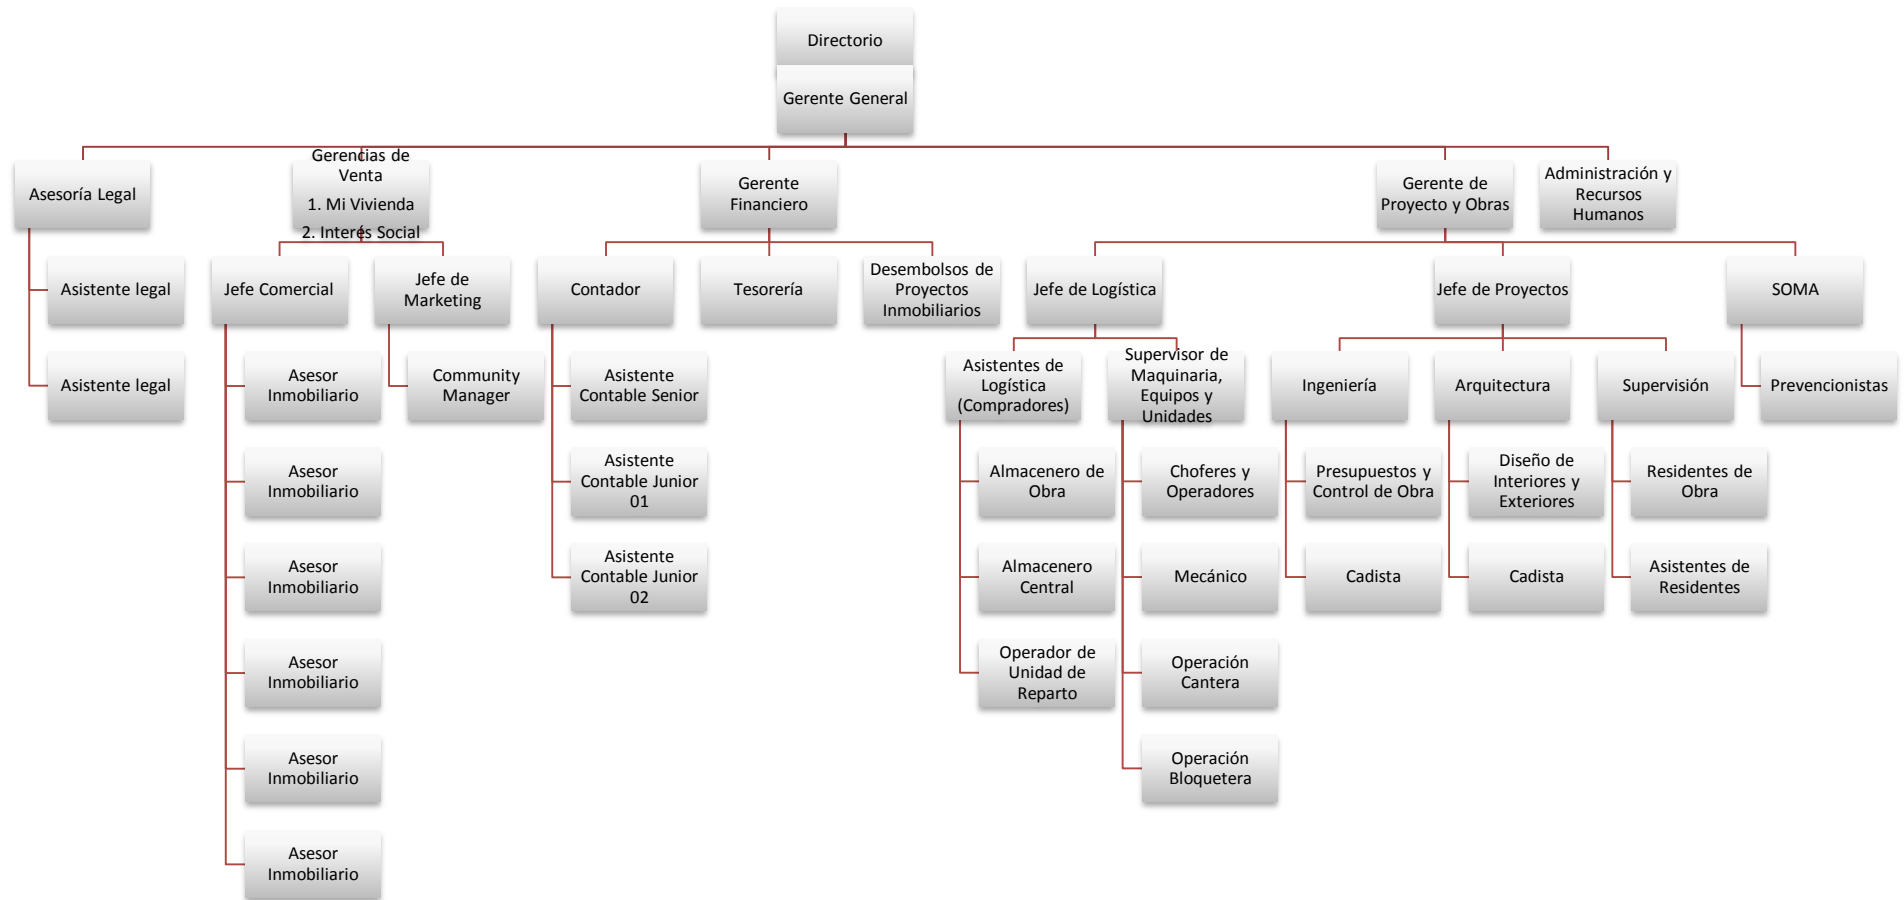 Directorio
Gerente General
Asesoría Legal
Gerencias de
Venta
1. Mi Vivienda
2. Interés Social
Gerente
Financiero
Gerente de
Proyecto y Obras
Administración y
Recursos
Humanos
Asistente legal
Jefe Comercial
Jefe de
Marketing
Contador
Tesorería
Desembolsos de
Proyectos
Inmobiliarios
Jefe de Logística
Jefe de Proyectos
SOMA
Asistente legal
Asesor
Inmobiliario
Community
Manager
Asistente
Contable Senior
Asistentes de
Logística
(Compradores)
Supervisor de
Maquinaria,
Equipos y
Unidades
Ingeniería
Arquitectura
Supervisión
Prevencionistas
Asesor
Inmobiliario
Asistente
Contable Junior
01
Almacenero de
Obra
Choferes y
Operadores
Presupuestos y
Control de Obra
Diseño de
Interiores y
Exteriores
Residentes de
Obra
Asesor
Inmobiliario
Asistente
Contable Junior
02
Almacenero
Central
Mecánico
Cadista
Cadista
Asistentes de
Residentes
Asesor
Inmobiliario
Operador de
Unidad de
Reparto
Operación
Cantera
Asesor
Inmobiliario
Operación
Bloquetera
Asesor
Inmobiliario